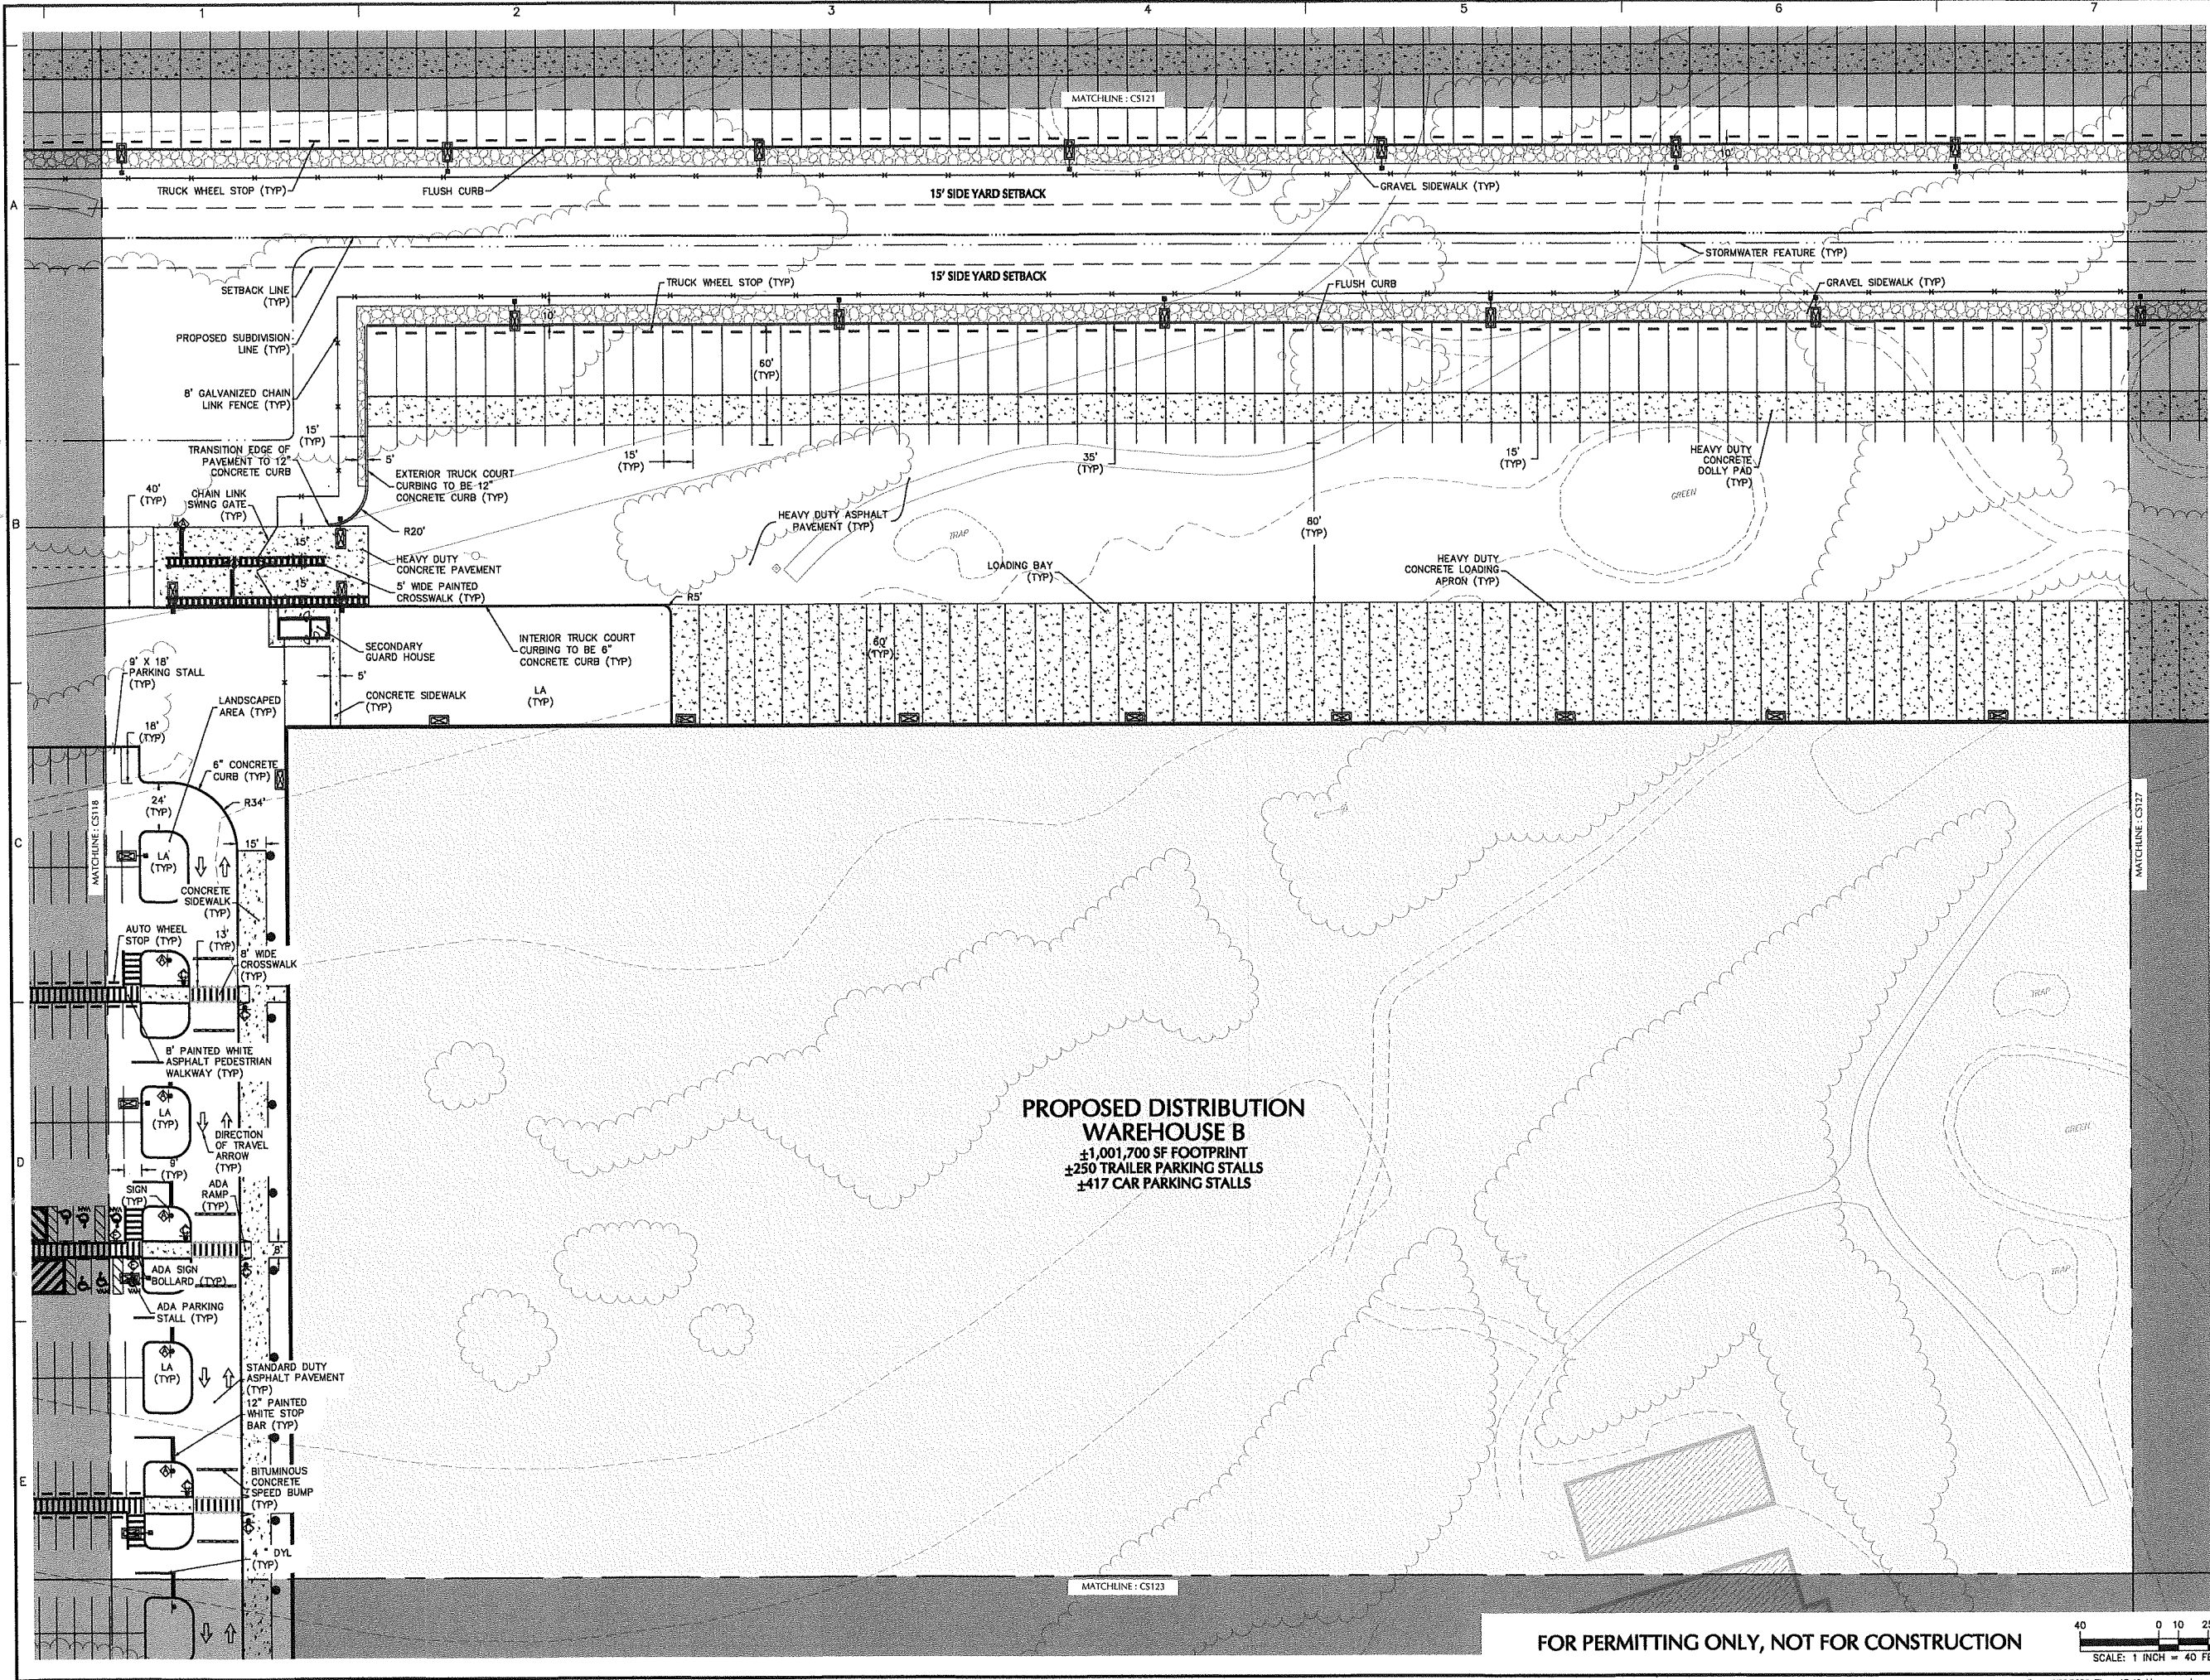 1
2
3
4
5
6
7
MATCHLINE : CS121
TRUCK WHEEL STOP (TYP)
FLUSH CURB
GRAVEL SIDEWALK (TYP)
10'
A
15' SIDE YARD SETBACK
STORMWATER FEATURE (TYP)
15' SIDE YARD SETBACK
SETBACK LINE
(TYP)
TRUCK WHEEL STOP (TYP)
FLUSH CURB
GRAVEL SIDEWALK (TYP)
10'
PROPOSED SUBDIVISION
LINE (TYP)
60'
(TYP)
8' GALVANIZED CHAIN
LINK FENCE (TYP)
15'
(TYP)
TRANSITION EDGE OF
PAVEMENT TO 12"
CONCRETE CURB
5'
EXTERIOR TRUCK COURT
CURBING TO BE 12"
CONCRETE CURB (TYP)
15'
(TYP)
35'
(TYP)
15'
(TYP)
HEAVY DUTY
CONCRETE
DOLLY PAD
(TYP)
40'
(TYP)
CHAIN LINK
SWING GATE
(TYP)
GREEN
B
R20'
HEAVY DUTY ASPHALT
PAVEMENT (TYP)
TRAP
80'
(TYP)
15'
HEAVY DUTY
CONCRETE PAVEMENT
15'
5' WIDE PAINTED
CROSSWALK (TYP)
LOADING BAY
(TYP)
HEAVY DUTY
CONCRETE LOADING
APRON (TYP)
R5'
SECONDARY
GUARD HOUSE
INTERIOR TRUCK COURT
CURBING TO BE 6"
CONCRETE CURB (TYP)
60'
(TYP)
9' X 18'
PARKING STALL
(TYP)
5'
LANDSCAPED
AREA (TYP)
CONCRETE SIDEWALK
(TYP)
LA
(TYP)
18'
(TYP)
6" CONCRETE
CURB (TYP)
24'
(TYP)
R34'
MATCHLINE : CS118
MATCHLINE : CS127
C
15'
LA
(TYP)
CONCRETE
SIDEWALK
(TYP)
AUTO WHEEL
STOP (TYP)
13'
(TYP)
8' WIDE
CROSSWALK
(TYP)
TRAP
8' PAINTED WHITE
ASPHALT PEDESTRIAN
WALKWAY (TYP)
LA
(TYP)
DIRECTION
OF TRAVEL
ARROW
(TYP)
GREEN
PROPOSED DISTRIBUTION
WAREHOUSE B
±1,001,700 SF FOOTPRINT
±250 TRAILER PARKING STALLS
±417 CAR PARKING STALLS
D
9'
(TYP)
SIGN
(TYP)
ADA
RAMP
(TYP)
8'
ADA SIGN
BOLLARD (TYP)
TRAP
VAN
ADA PARKING
STALL (TYP)
LA
(TYP)
STANDARD DUTY
ASPHALT PAVEMENT
(TYP)
12" PAINTED
WHITE STOP
BAR (TYP)
E
BITUMINOUS
CONCRETE
SPEED BUMP
(TYP)
4" DYL
(TYP)
MATCHLINE : CS123
FOR PERMITTING ONLY, NOT FOR CONSTRUCTION
40 0 10
SCALE: 1 INCH = 40